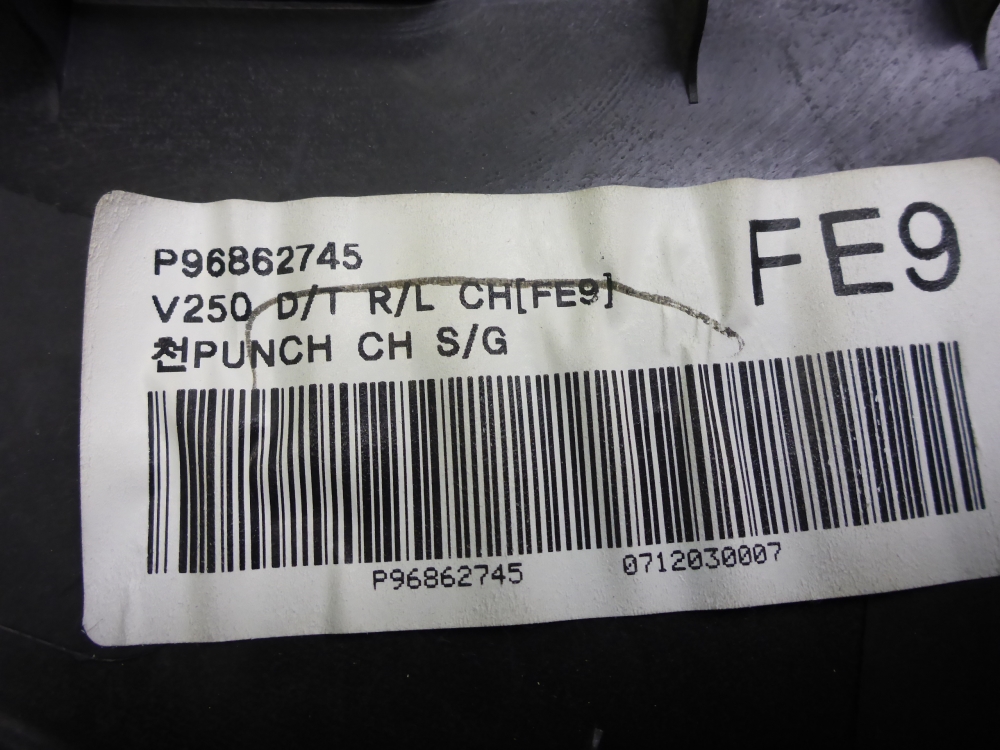 P96862745
FE9
V250 D/T R/L CH[FE9]
천PUNCH CH S/G
P96862745 0712030007